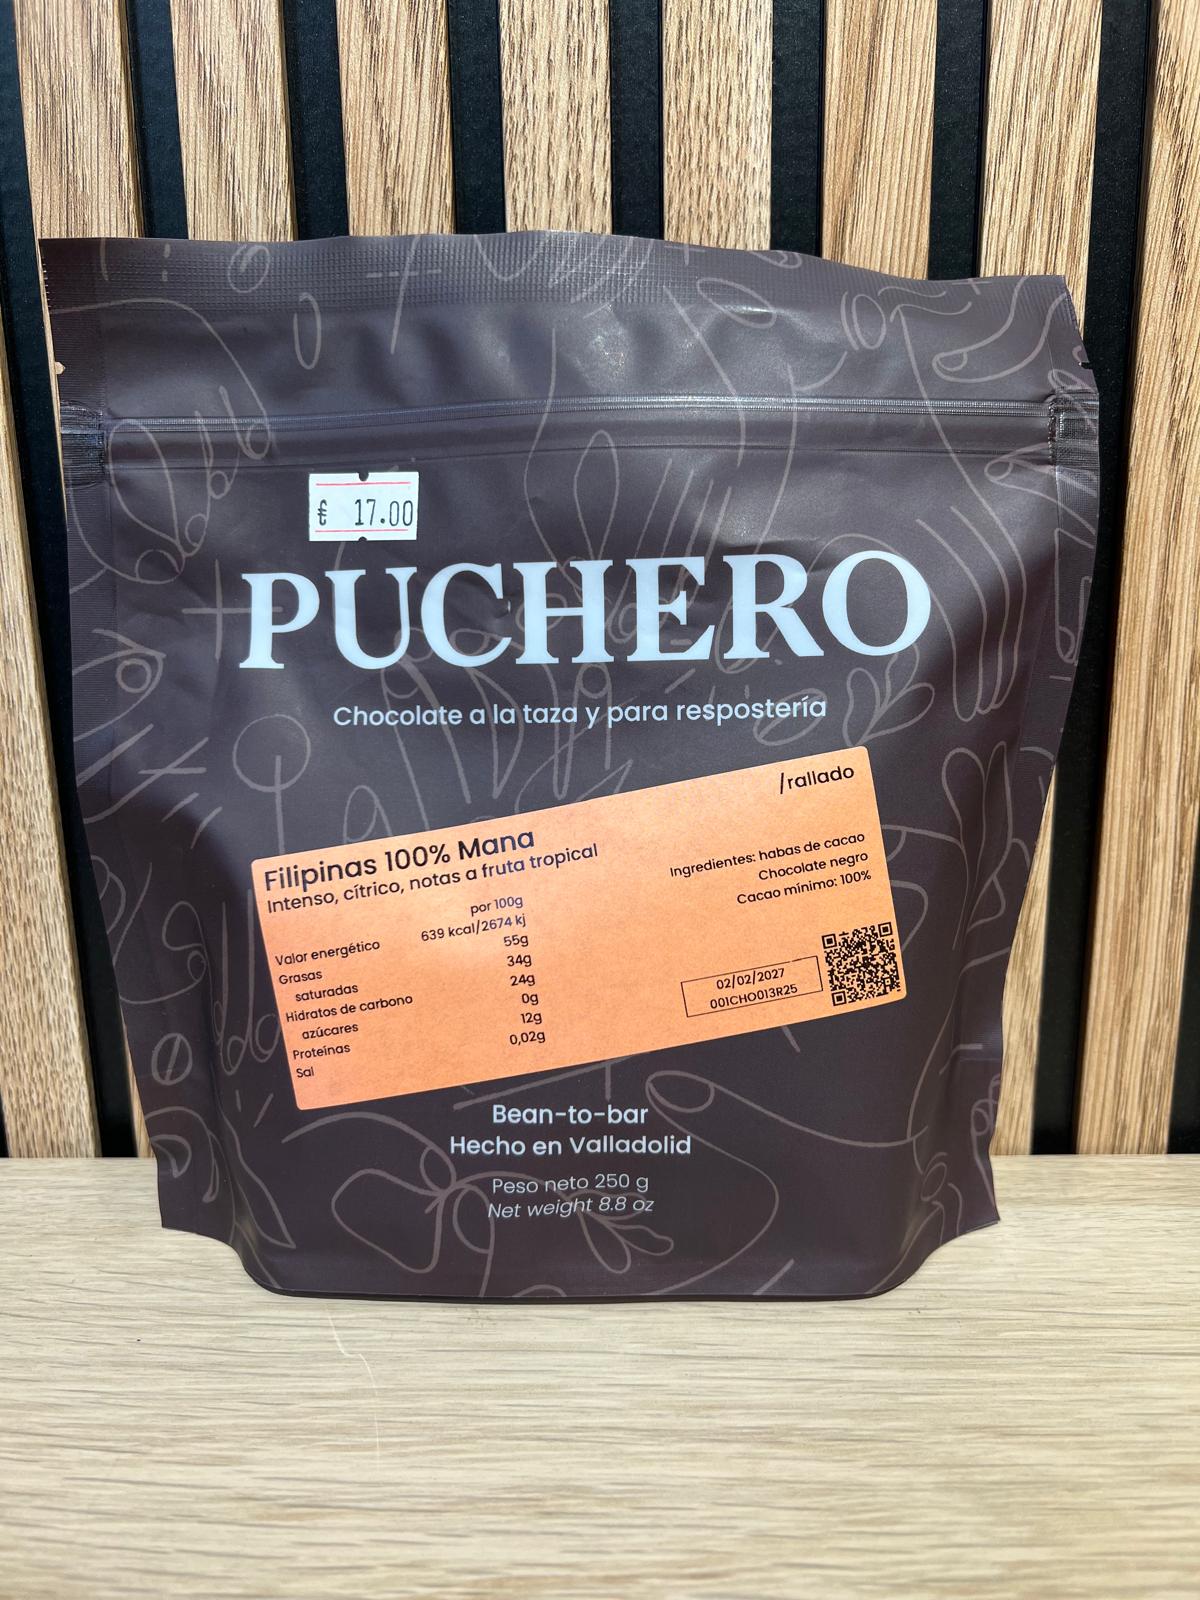 € 17.00
PUCHERO
Chocolate a la taza y para respostería
/rallado
Filipinas 100% Mana
Intenso, cítrico, notas a fruta tropical
por 100g
Valor energético 639 kcal/2674 kj
Grasas 55g
saturadas 34g
Hidratos de carbono 24g
azúcares 0g
Proteínas 12g
Sal 0,02g
Ingredientes: habas de cacao
Chocolate negro
Cacao mínimo: 100%
02/02/2027
001CHO013R25
Bean-to-bar
Hecho en Valladolid
Peso neto 250 g
Net weight 8.8 oz